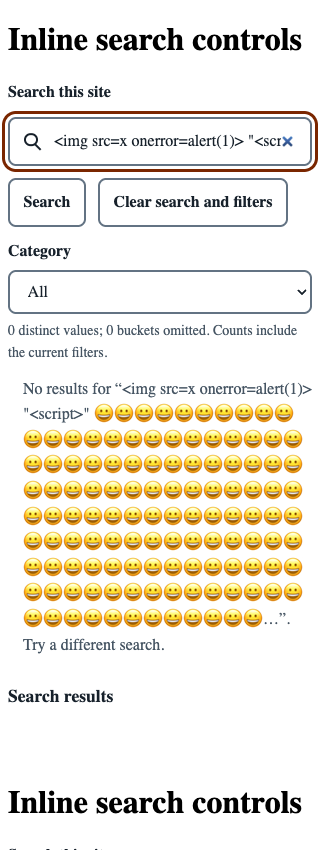 Inline search controls
Search this site
<img src=x onerror=alert(1)> "<scr
Search Clear search and filters
Category
All
0 distinct values; 0 buckets omitted. Counts include
the current filters.
No results for “<img src=x onerror=alert(1)>
"<script>" 😀😀😀😀😀😀😀😀😀😀
😀😀😀😀😀😀😀😀😀😀😀😀😀😀
😀😀😀😀😀😀😀😀😀😀😀😀😀😀
😀😀😀😀😀😀😀😀😀😀😀😀😀😀
😀😀😀😀😀😀😀😀😀😀😀😀😀😀
😀😀😀😀😀😀😀😀😀😀😀😀😀😀
😀😀😀😀😀😀😀😀😀😀😀😀😀😀
😀😀😀😀😀😀😀😀😀😀😀😀😀😀
😀😀😀😀😀😀😀😀😀😀😀😀…”.
Try a different search.
Search results
Inline search controls